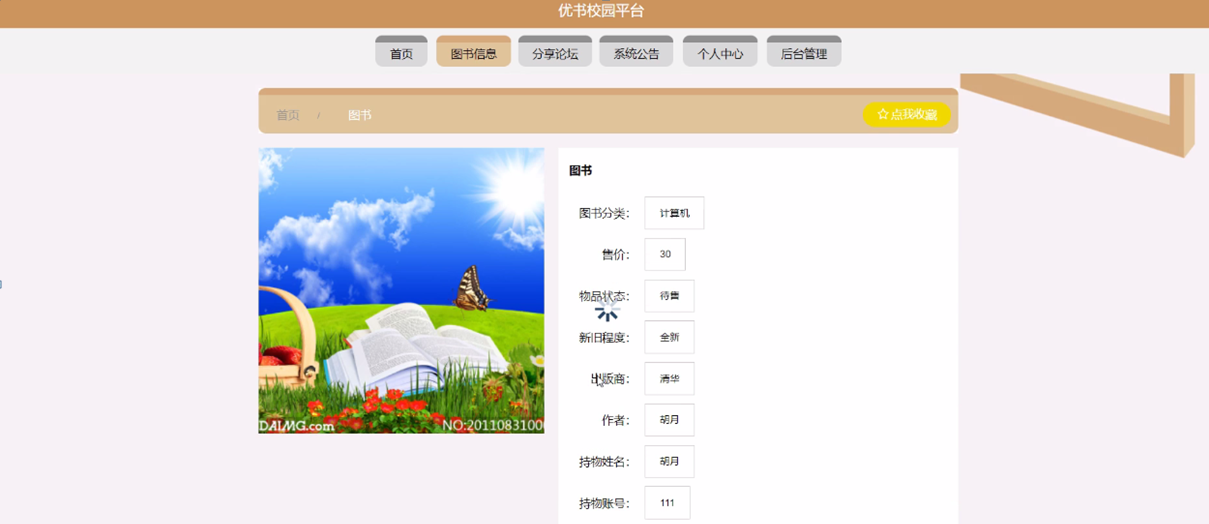 优书校园平台
首页 图书信息 分享论坛 系统公告 个人中心 后台管理
首页 / 图书 ☆点我收藏
图书
图书分类： 计算机
售价： 30
物品状态： 待售
新旧程度： 全新
出版商： 清华
作者： 胡月
持物姓名： 胡月
持物账号： 111
DAIMG.com NO:2011083100